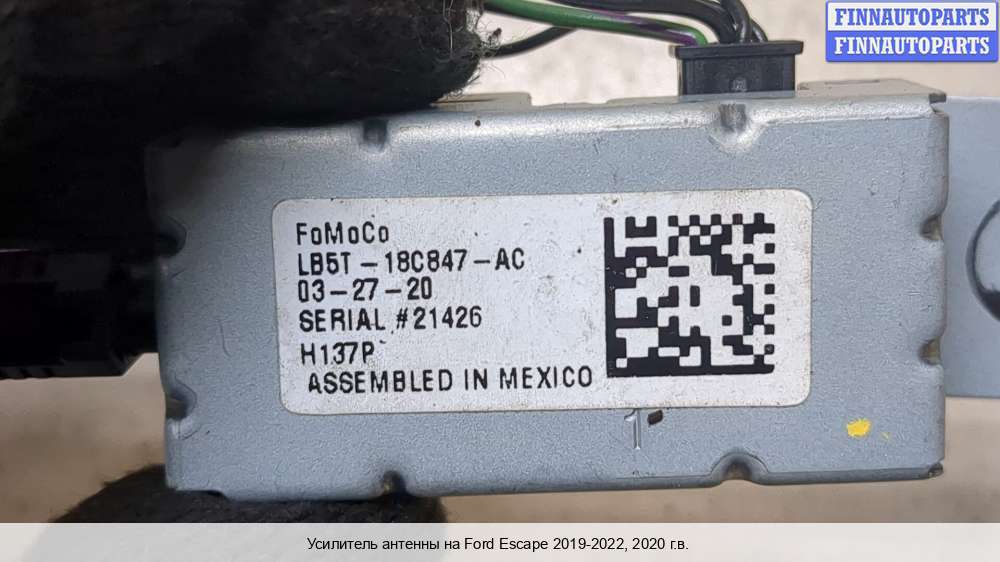 FINNAUTOPARTS
FINNAUTOPARTS
FoMoCo
LB5T-18C847-AC
03-27-20
SERIAL #21426
H137P
ASSEMBLED IN MEXICO
1
Усилитель антенны на Ford Escape 2019-2022, 2020 г.в.